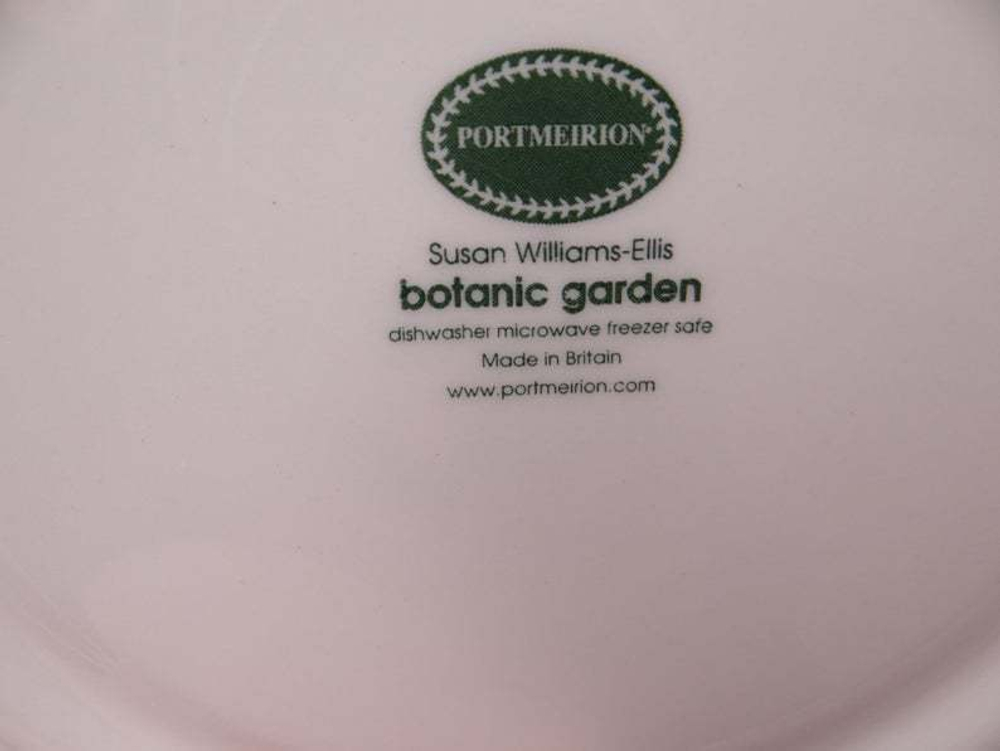 PORTMEIRION®
Susan Williams-Ellis
botanic garden
dishwasher microwave freezer safe
Made in Britain
www.portmeirion.com